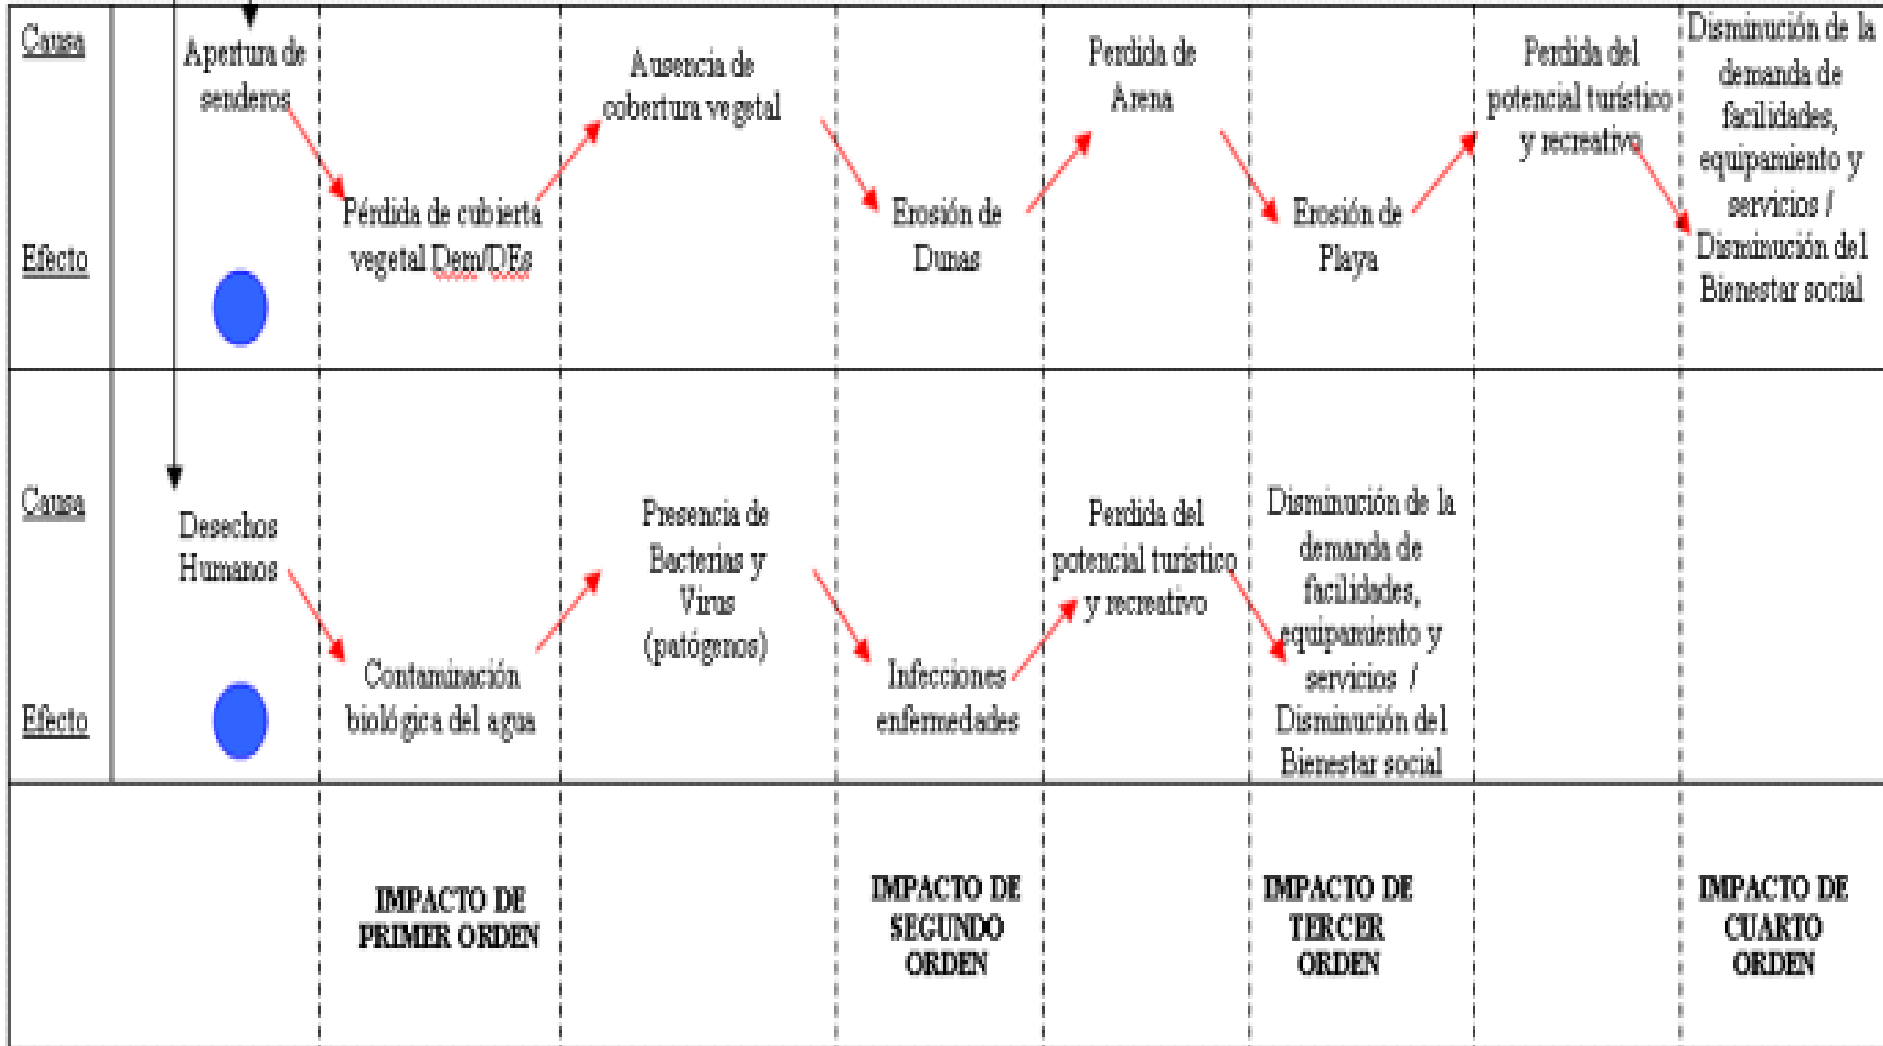 Causa
Apertura de
senderos
Ausencia de
cobertura vegetal
Perdida de
Arena
Perdida del
potencial turístico
y recreativo
Disminución de la
demanda de
facilidades,
equipamiento y
servicios /
Disminución del
Bienestar social
Efecto
Pérdida de cubierta
vegetal Dem/DEs
Erosión de
Dunas
Erosión de
Playa
Causa
Desechos
Humanos
Presencia de
Bacterias y
Virus
(patógenos)
Perdida del
potencial turístico
y recreativo
Disminución de la
demanda de
facilidades,
equipamiento y
servicios /
Disminución del
Bienestar social
Efecto
Contaminación
biológica del agua
Infecciones
enfermedades
IMPACTO DE
PRIMER ORDEN
IMPACTO DE
SEGUNDO
ORDEN
IMPACTO DE
TERCER
ORDEN
IMPACTO DE
CUARTO
ORDEN